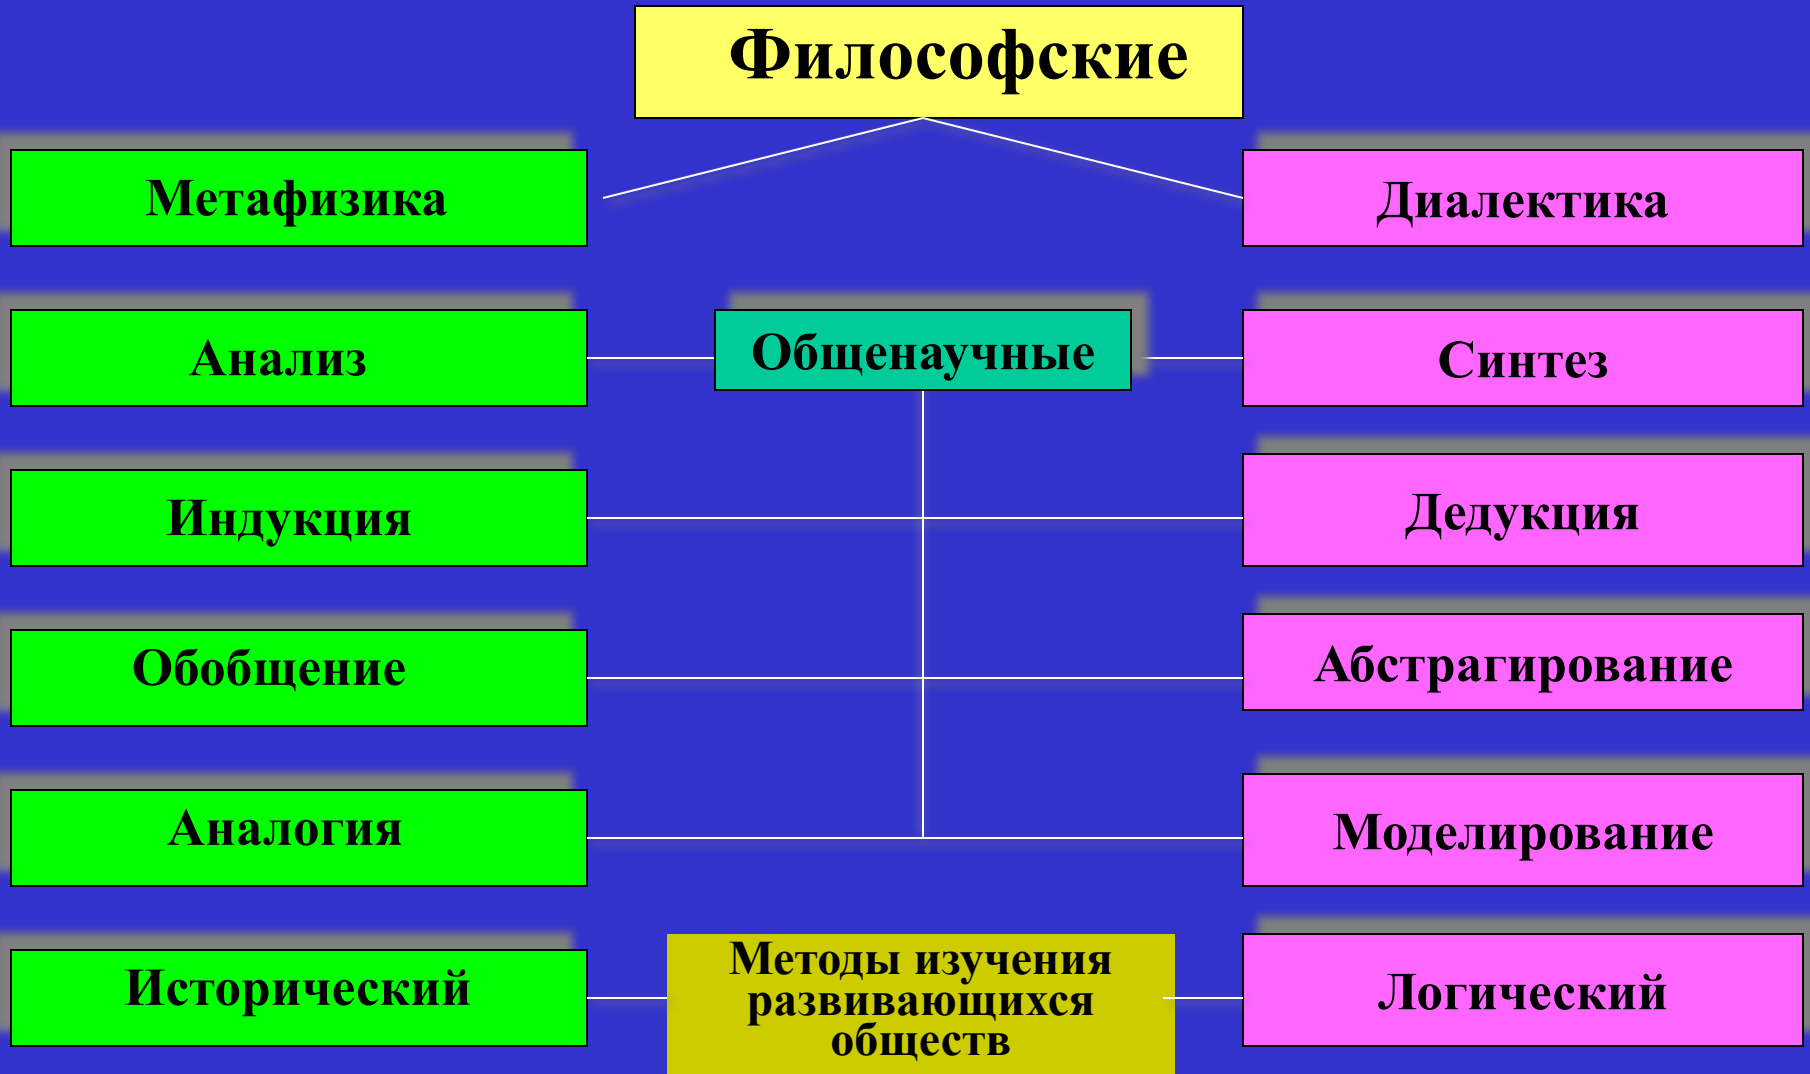 Философские
Метафизика
Диалектика
Анализ
Общенаучные
Синтез
Индукция
Дедукция
Обобщение
Абстрагирование
Аналогия
Моделирование
Исторический
Методы изучения
развивающихся
обществ
Логический